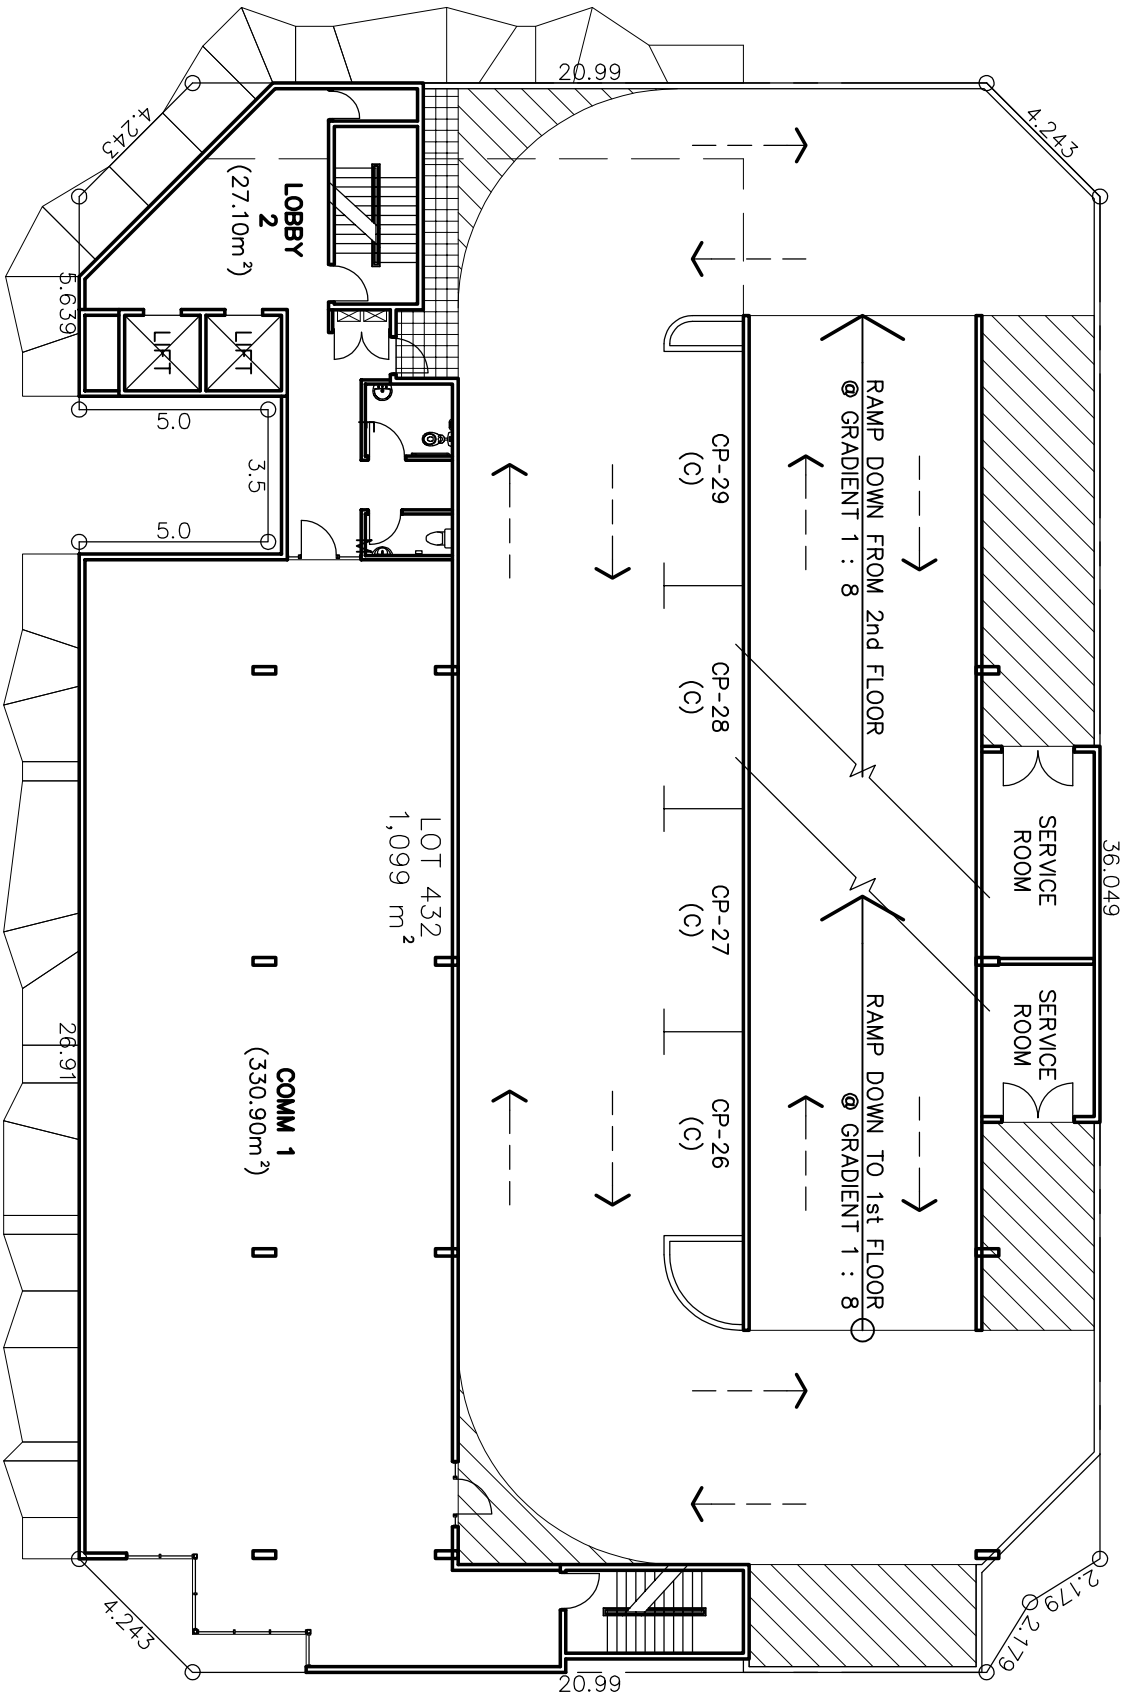 20.99
4.243
4.243
LOBBY
2
(27.10m²)
5.639
LIFT
LIFT
5.0
3.5
5.0
RAMP DOWN FROM 2nd FLOOR
@ GRADIENT 1 : 8
CP-29
(C)
CP-28
(C)
CP-27
(C)
CP-26
(C)
SERVICE
ROOM
SERVICE
ROOM
36.049
LOT 432
1,099 m²
RAMP DOWN TO 1st FLOOR
@ GRADIENT 1 : 8
COMM 1
(330.90m²)
26.91
4.243
20.99
2.179
2.179